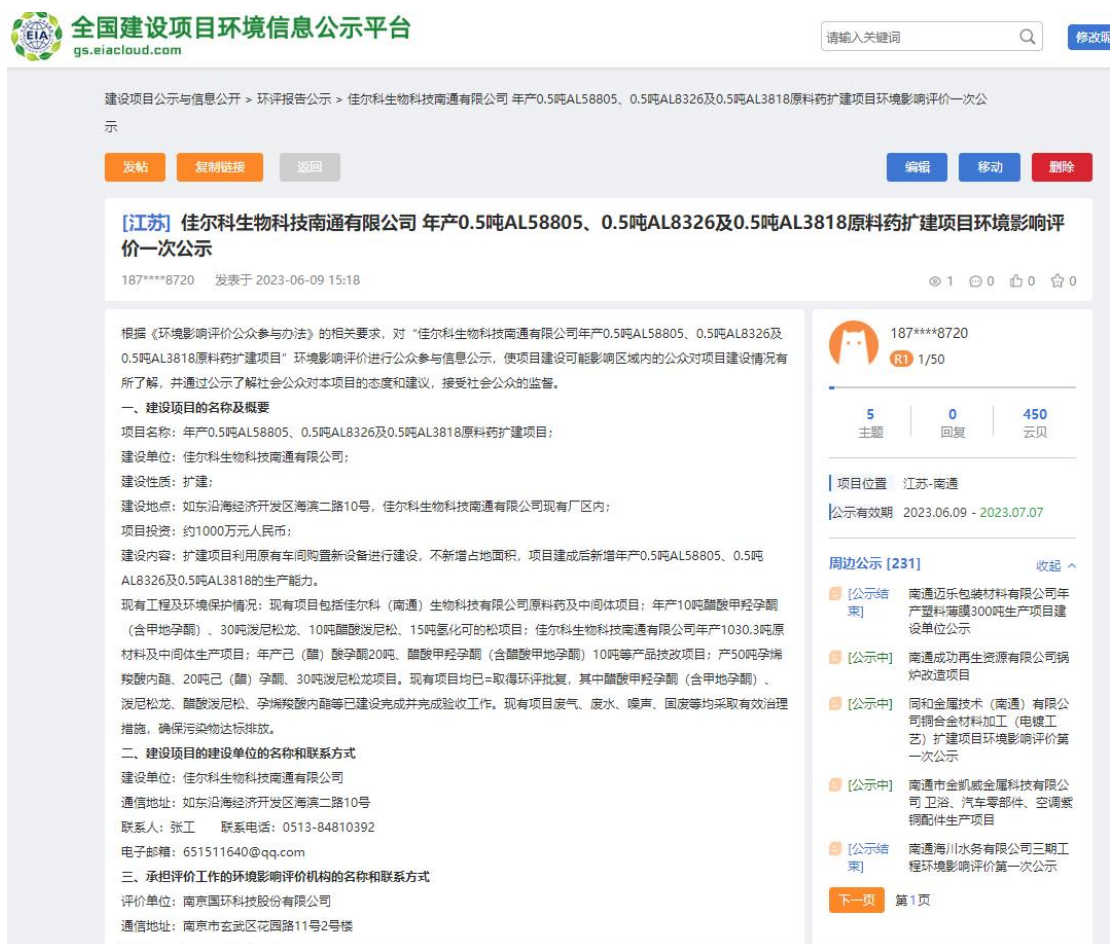 EIA
全国建设项目环境信息公示平台
gs.eiacloud.com
请输入关键词
修改昵
建设项目公示与信息公开 > 环评报告公示 > 佳尔科生物科技南通有限公司 年产0.5吨AL58805、0.5吨AL8326及0.5吨AL3818原料药扩建项目环境影响评价一次公
示
发帖 复制链接 返回 编辑 移动 删除
[江苏] 佳尔科生物科技南通有限公司 年产0.5吨AL58805、0.5吨AL8326及0.5吨AL3818原料药扩建项目环境影响评
价一次公示
187****8720 发表于 2023-06-09 15:18 1 0 0 0
根据《环境影响评价公众参与办法》的相关要求，对“佳尔科生物科技南通有限公司年产0.5吨AL58805、0.5吨AL8326及
0.5吨AL3818原料药扩建项目”环境影响评价进行公众参与信息公示，使项目建设可能影响区域内的公众对项目建设情况有
所了解，并通过公示了解社会公众对本项目的态度和建议，接受社会公众的监督。
一、建设项目的名称及概要
项目名称：年产0.5吨AL58805、0.5吨AL8326及0.5吨AL3818原料药扩建项目；
建设单位：佳尔科生物科技南通有限公司；
建设性质：扩建；
建设地点：如东沿海经济开发区海滨二路10号，佳尔科生物科技南通有限公司现有厂区内；
项目投资：约1000万元人民币；
建设内容：扩建项目利用原有车间购置新设备进行建设，不新增占地面积，项目建成后新增年产0.5吨AL58805、0.5吨
AL8326及0.5吨AL3818的生产能力。
现有工程及环境保护情况：现有项目包括佳尔科（南通）生物科技有限公司原料药及中间体项目；年产10吨醋酸甲羟孕酮
（含甲地孕酮）、30吨泼尼松龙、10吨醋酸泼尼松、15吨氢化可的松项目；佳尔科生物科技南通有限公司年产1030.3吨原
材料及中间体生产项目；年产己（醋）酸孕酮20吨、醋酸甲羟孕酮（含醋酸甲地孕酮）10吨等产品技改项目；产50吨孕烯
羧酸内酯、20吨己（醋）孕酮、30吨泼尼松龙项目。现有项目均已=取得环评批复，其中醋酸甲羟孕酮（含甲地孕酮）、
泼尼松龙、醋酸泼尼松、孕烯羧酸内酯等已建设完成并完成验收工作。现有项目废气、废水、噪声、固废等均采取有效治理
措施，确保污染物达标排放。
二、建设项目的建设单位的名称和联系方式
建设单位：佳尔科生物科技南通有限公司
通信地址：如东沿海经济开发区海滨二路10号
联系人：张工 联系电话：0513-84810392
电子邮箱：651511640@qq.com
三、承担评价工作的环境影响评价机构的名称和联系方式
评价单位：南京国环科技股份有限公司
通信地址：南京市玄武区花园路11号2号楼
187****8720
R1 1/50
5 0 450
主题 回复 云贝
项目位置 江苏-南通
公示有效期 2023.06.09 - 2023.07.07
周边公示 [231] 收起
[公示结 南通迈乐包装材料有限公司年
束] 产塑料薄膜300吨生产项目建
设单位公示
[公示中] 南通成功再生资源有限公司锅
炉改造项目
[公示中] 同和金属技术（南通）有限公
司铜合金材料加工（电镀工
艺）扩建项目环境影响评价第
一次公示
[公示中] 南通市金凯威金属科技有限公
司 卫浴、汽车零部件、空调紫
铜配件生产项目
[公示结 南通海川水务有限公司三期工
束] 程环境影响评价第一次公示
下一页 第1页